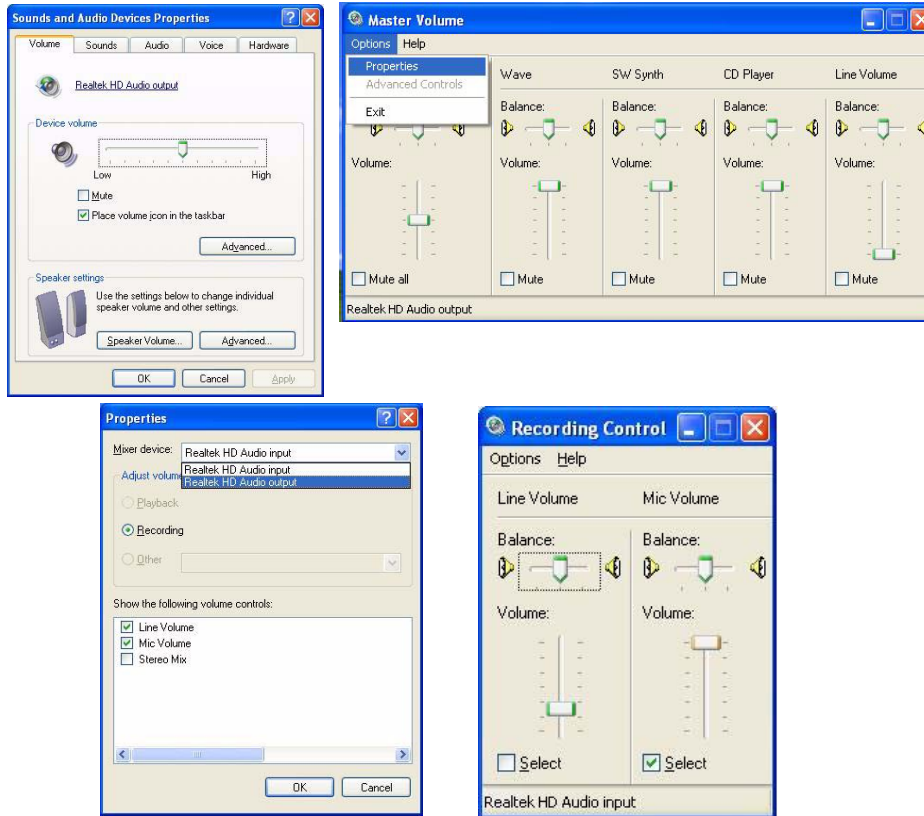 Sounds and Audio Devices Properties
Volume Sounds Audio Voice Hardware
Realtek HD Audio output
Device volume
Low High
Mute
Place volume icon in the taskbar
Advanced...
Speaker settings
Use the settings below to change individual
speaker volume and other settings.
Speaker Volume... Advanced...
OK Cancel Apply
Master Volume
Options Help
Properties
Advanced Controls
Exit
Wave SW Synth CD Player Line Volume
Balance: Balance: Balance: Balance:
Volume: Volume: Volume: Volume: Volume:
Mute all Mute Mute Mute Mute
Realtek HD Audio output
Properties
Mixer device: Realtek HD Audio input
Realtek HD Audio input
Realtek HD Audio output
Adjust volume
Playback
Recording
Other
Show the following volume controls:
Line Volume
Mic Volume
Stereo Mix
OK Cancel
Recording Control
Options Help
Line Volume Mic Volume
Balance: Balance:
Volume: Volume:
Select Select
Realtek HD Audio input